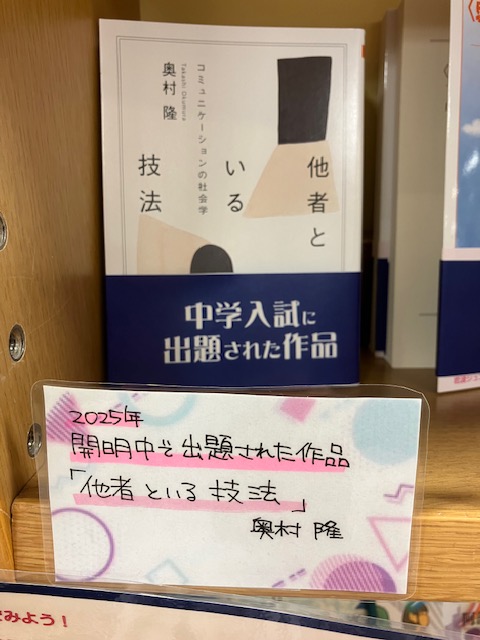 他者と
いる
技法
コミュニケーションの社会学
奥村 隆
Takashi Okumura
中学入試に
出題された作品
2025年
開明中で出題された作品
「他者といる技法」
奥村 隆
みよう!